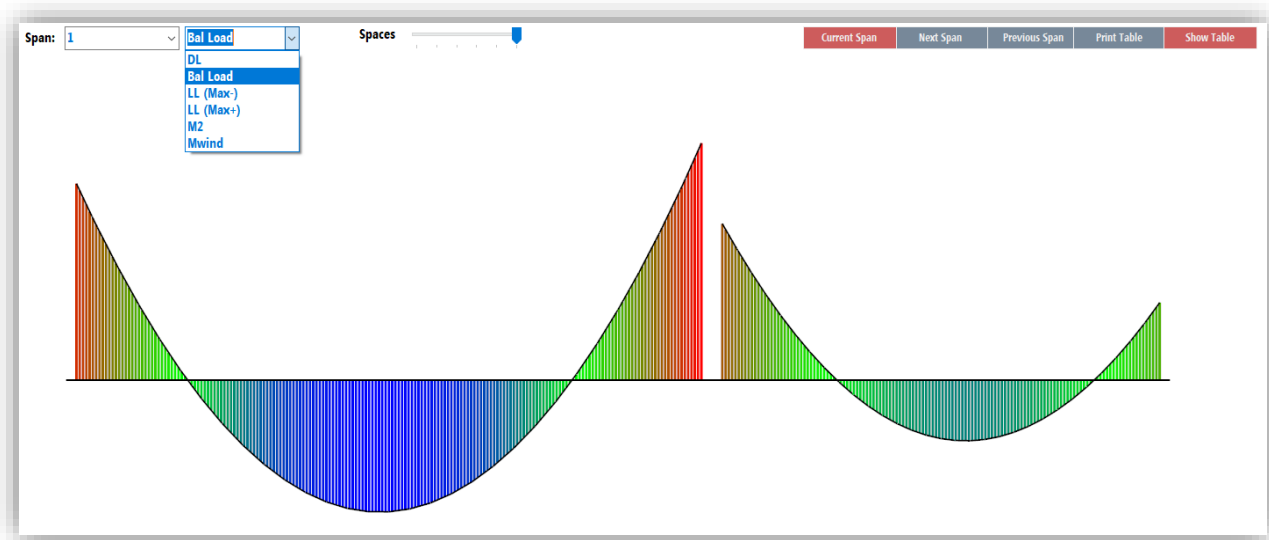 Span: 1 Bal Load Spaces Current Span Next Span Previous Span Print Table Show Table
DL
Bal Load
LL (Max-)
LL (Max+)
M2
Mwind